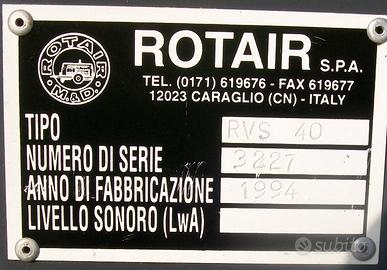 ROTAIR
M.&D.
ROTAIR S.P.A.
TEL. (0171) 619676 - FAX 619677
12023 CARAGLIO (CN) - ITALY
TIPO RVS 40
NUMERO DI SERIE 3227
ANNO DI FABBRICAZIONE 1994
LIVELLO SONORO (LwA)
subito